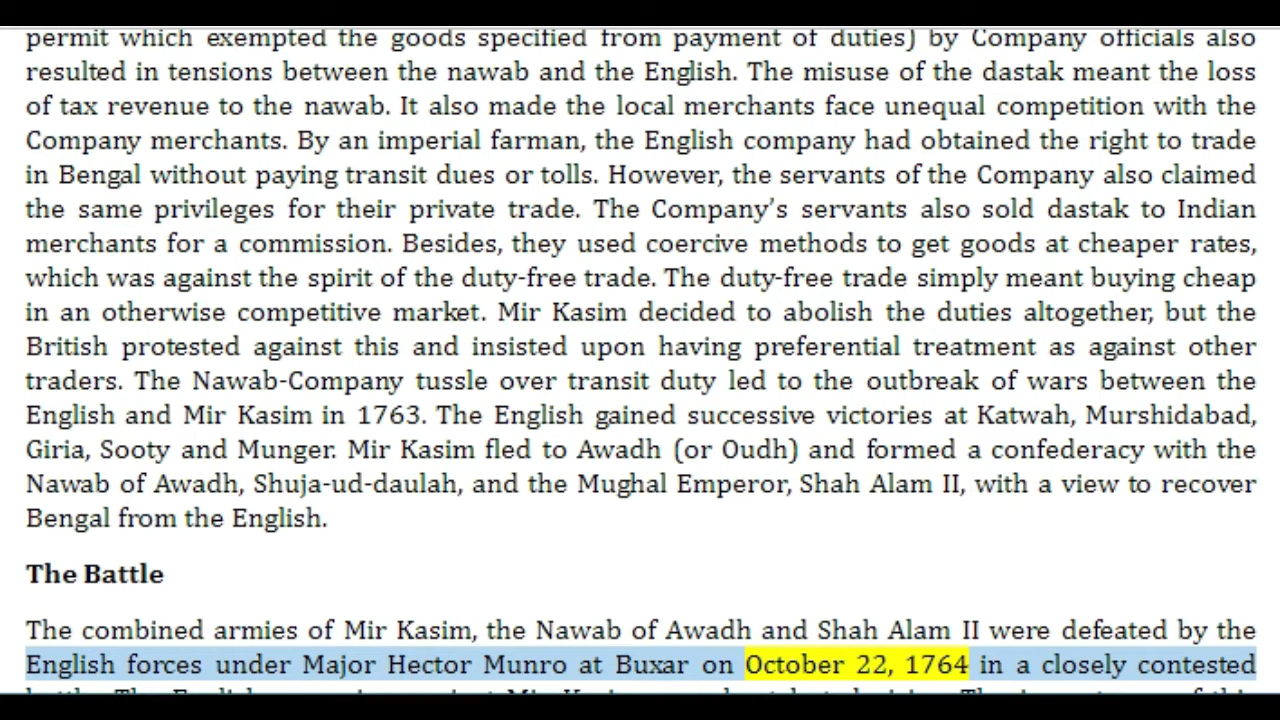 permit which exempted the goods specified from payment of duties) by Company officials also
resulted in tensions between the nawab and the English. The misuse of the dastak meant the loss
of tax revenue to the nawab. It also made the local merchants face unequal competition with the
Company merchants. By an imperial farman, the English company had obtained the right to trade
in Bengal without paying transit dues or tolls. However, the servants of the Company also claimed
the same privileges for their private trade. The Company’s servants also sold dastak to Indian
merchants for a commission. Besides, they used coercive methods to get goods at cheaper rates,
which was against the spirit of the duty-free trade. The duty-free trade simply meant buying cheap
in an otherwise competitive market. Mir Kasim decided to abolish the duties altogether, but the
British protested against this and insisted upon having preferential treatment as against other
traders. The Nawab-Company tussle over transit duty led to the outbreak of wars between the
English and Mir Kasim in 1763. The English gained successive victories at Katwah, Murshidabad,
Giria, Sooty and Munger. Mir Kasim fled to Awadh (or Oudh) and formed a confederacy with the
Nawab of Awadh, Shuja-ud-daulah, and the Mughal Emperor, Shah Alam II, with a view to recover
Bengal from the English.
The Battle
The combined armies of Mir Kasim, the Nawab of Awadh and Shah Alam II were defeated by the
English forces under Major Hector Munro at Buxar on October 22, 1764 in a closely contested